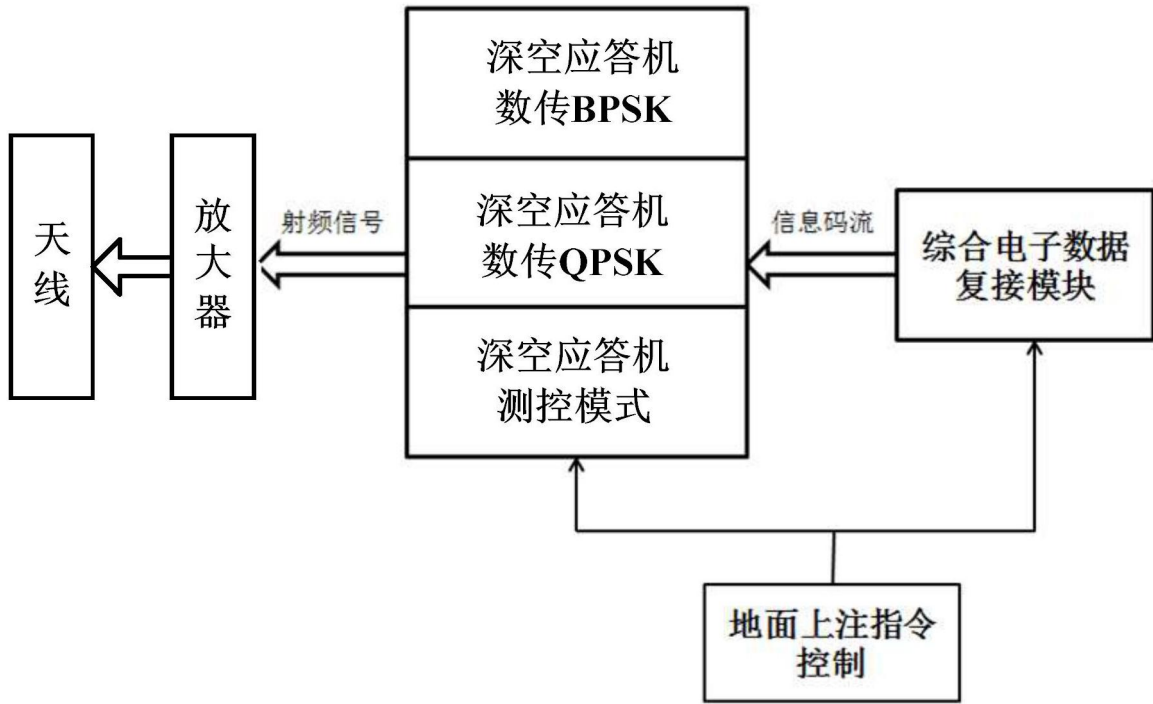 深空应答机
数传BPSK
天线
放大器
射频信号
深空应答机
数传QPSK
信息码流
综合电子数据
复接模块
深空应答机
测控模式
地面上注指令
控制